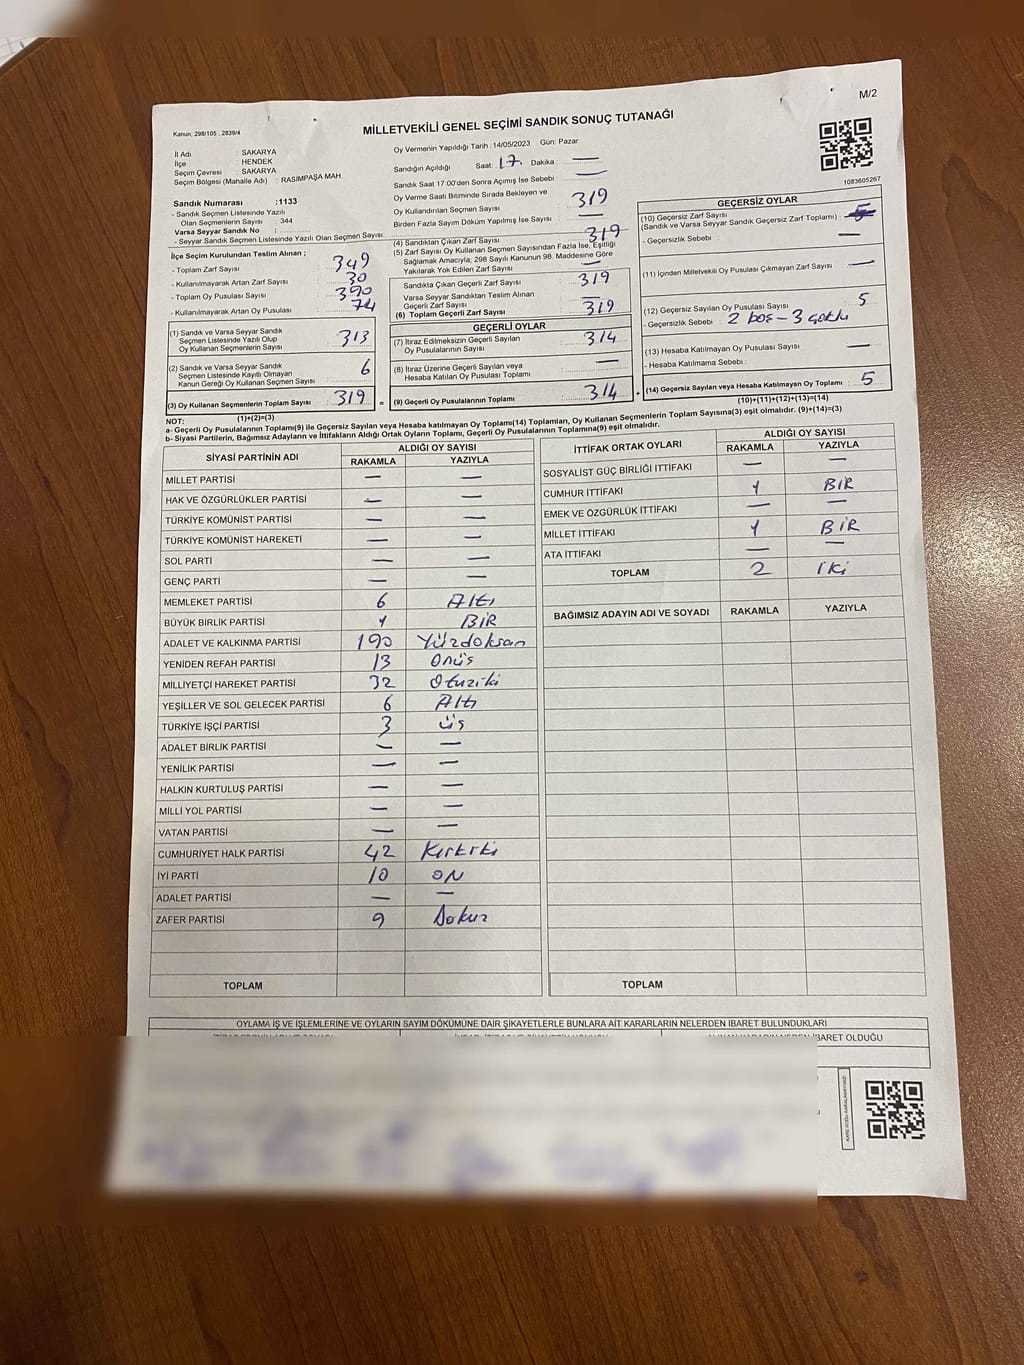 M/2
Kanun; 298/105 ; 2839/4
MİLLETVEKİLİ GENEL SEÇİMİ SANDIK SONUÇ TUTANAĞI
İl Adı SAKARYA
İlçe HENDEK
Seçim Çevresi SAKARYA
Seçim Bölgesi (Mahalle Adı) : RASIMPAŞA MAH.
Sandık Numarası :1133
- Sandık Seçmen Listesinde Yazılı
Olan Seçmenlerin Sayısı : 344
Varsa Seyyar Sandık No :
- Seyyar Sandık Seçmen Listesinde Yazılı Olan Seçmen Sayısı:
İlçe Seçim Kurulundan Teslim Alınan ;
- Toplam Zarf Sayısı 349
- Kullanılmayarak Artan Zarf Sayısı 30
- Toplam Oy Pusulası Sayısı 390
- Kullanılmayarak Artan Oy Pusulası 74
(1) Sandık ve Varsa Seyyar Sandık
Seçmen Listesinde Yazılı Olup
Oy Kullanan Seçmenlerin Sayısı : 313
(2) Sandık ve Varsa Seyyar Sandık
Seçmen Listesinde Kayıtlı Olmayan
Kanun Gereği Oy Kullanan Seçmen Sayısı : 6
(3) Oy Kullanan Seçmenlerin Toplam Sayısı : 319 =
(1)+(2)=(3)
Oy Vermenin Yapıldığı Tarih :14/05/2023 Gün: Pazar
Sandığın Açıldığı Saat: 17. Dakika : —
Sandık Saat 17 00'den Sonra Açımış İse Sebebi : —
Oy Verme Saati Bitiminde Sırada Bekleyen ve
Oy Kullandırılan Seçmen Sayısı 319
Birden Fazla Sayım Döküm Yapılmış İse Sayısı : —
(4) Sandıktan Çıkan Zarf Sayısı 319
(5) Zarf Sayısı Oy Kullanan Seçmen Sayısından Fazla İse, Eşitliği
Sağlamak Amacıyla; 298 Sayılı Kanunun 98. Maddesine Göre
Yakılarak Yok Edilen Zarf Sayısı : —
Sandıkta Çıkan Geçerli Zarf Sayısı : 319
Varsa Seyyar Sandıktan Teslim Alınan
Geçerli Zarf Sayısı —
(6) Toplam Geçerli Zarf Sayısı : 319
GEÇERLİ OYLAR
(7) İtiraz Edilmeksizin Geçerli Sayılan
Oy Pusulalarının Sayısı : 314
(8) İtiraz Üzerine Geçerli Sayılan veya
Hesaba Katılan Oy Pusulası Toplamı : —
(9) Geçerli Oy Pusulalarının Toplamı : 314 +
1083605267
GEÇERSİZ OYLAR
(10) Geçersiz Zarf Sayısı
(Sandık ve Varsa Seyyar Sandık Geçersiz Zarf Toplamı) :
- Geçersizlik Sebebi : —
(11) İçinden Milletvekili Oy Pusulası Çıkmayan Zarf Sayısı —
(12) Geçersiz Sayılan Oy Pusulası Sayısı 5
- Geçersizlik Sebebi : 2 boş – 3 çoklu
(13) Hesaba Katılmayan Oy Pusulası Sayısı —
- Hesaba Katılmama Sebebi :
(14) Geçersiz Sayılan veya Hesaba Katılmayan Oy Toplamı : 5
(10)+(11)+(12)+(13)=(14)
NOT:
a- Geçerli Oy Pusulalarının Toplamı(9) ile Geçersiz Sayılan veya Hesaba katılmayan Oy Toplamı(14) Toplamları, Oy Kullanan Seçmenlerin Toplam Sayısına(3) eşit olmalıdır. (9)+(14)=(3)
b- Siyasi Partilerin, Bağımsız Adayların ve İttifakların Aldığı Ortak Oyların Toplamı, Geçerli Oy Pusulalarının Toplamına(9) eşit olmalıdır.
SİYASİ PARTİNİN ADI ALDIĞI OY SAYISI
RAKAMLA YAZIYLA
MİLLET PARTİSİ — —
HAK VE ÖZGÜRLÜKLER PARTİSİ — —
TÜRKİYE KOMÜNİST PARTİSİ — —
TÜRKİYE KOMÜNİST HAREKETİ — —
SOL PARTİ — —
GENÇ PARTİ — —
MEMLEKET PARTİSİ 6 Altı
BÜYÜK BİRLİK PARTİSİ 1 BİR
ADALET VE KALKINMA PARTİSİ 190 Yüzdoksan
YENİDEN REFAH PARTİSİ 13 Onüç
MİLLİYETÇİ HAREKET PARTİSİ 32 Otuziki
YEŞİLLER VE SOL GELECEK PARTİSİ 6 Altı
TÜRKİYE İŞÇİ PARTİSİ 3 üç
ADALET BİRLİK PARTİSİ — —
YENİLİK PARTİSİ — —
HALKIN KURTULUŞ PARTİSİ — —
MİLLİ YOL PARTİSİ — —
VATAN PARTİSİ — —
CUMHURİYET HALK PARTİSİ 42 Kırkiki
İYİ PARTİ 10 ON
ADALET PARTİSİ — —
ZAFER PARTİSİ 9 Dokuz
TOPLAM
İTTİFAK ORTAK OYLARI ALDIĞI OY SAYISI
RAKAMLA YAZIYLA
SOSYALİST GÜÇ BİRLİĞİ İTTİFAKI — —
CUMHUR İTTİFAKI 1 BİR
EMEK VE ÖZGÜRLÜK İTTİFAKI — —
MİLLET İTTİFAKI 1 BİR
ATA İTTİFAKI — —
TOPLAM 2 iki
BAĞIMSIZ ADAYIN ADI VE SOYADI RAKAMLA YAZIYLA
TOPLAM
OYLAMA İŞ VE İŞLEMLERİNE VE OYLARIN SAYIM DÖKÜMÜNE DAİR ŞİKAYETLERLE BUNLARA AİT KARARLARIN NELERDEN İBARET BULUNDUKLARI
İBARET OLDUĞU